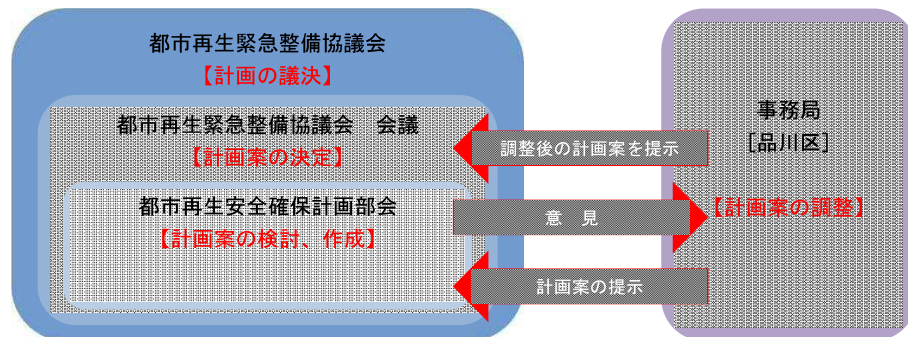 都市再生緊急整備協議会
【計画の議決】
都市再生緊急整備協議会　会議
【計画案の決定】
都市再生安全確保計画部会
【計画案の検討、作成】
調整後の計画案を提示
意　見
計画案の提示
事務局
［品川区］
【計画案の調整】